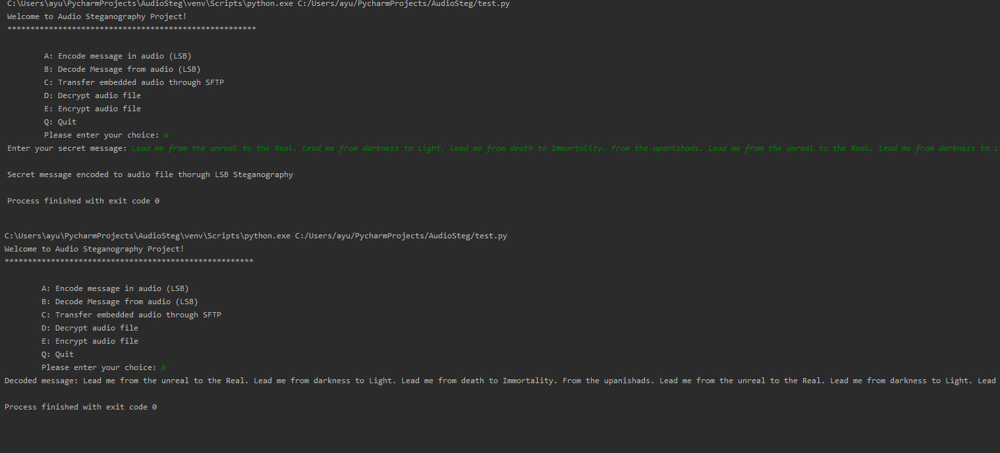 C:\Users\ayu\PycharmProjects\AudioSteg\venv\Scripts\python.exe C:/Users/ayu/PycharmProjects/AudioSteg/test.py
Welcome to Audio Steganography Project!
******************************************************
A: Encode message in audio (LSB)
B: Decode Message from audio (LSB)
C: Transfer embedded audio through SFTP
D: Decrypt audio file
E: Encrypt audio file
Q: Quit
Please enter your choice: a
Enter your secret message: Lead me from the unreal to the Real. Lead me from darkness to Light. Lead me from death to Immortality. From the upanishads. Lead me from the unreal to the Real. Lead me from darkness to L
Secret message encoded to audio file thorugh LSB Steganography
Process finished with exit code 0
C:\Users\ayu\PycharmProjects\AudioSteg\venv\Scripts\python.exe C:/Users/ayu/PycharmProjects/AudioSteg/test.py
Welcome to Audio Steganography Project!
******************************************************
A: Encode message in audio (LSB)
B: Decode Message from audio (LSB)
C: Transfer embedded audio through SFTP
D: Decrypt audio file
E: Encrypt audio file
Q: Quit
Please enter your choice: b
Decoded message: Lead me from the unreal to the Real. Lead me from darkness to Light. Lead me from death to Immortality. From the upanishads. Lead me from the unreal to the Real. Lead me from darkness to Light. Lead
Process finished with exit code 0